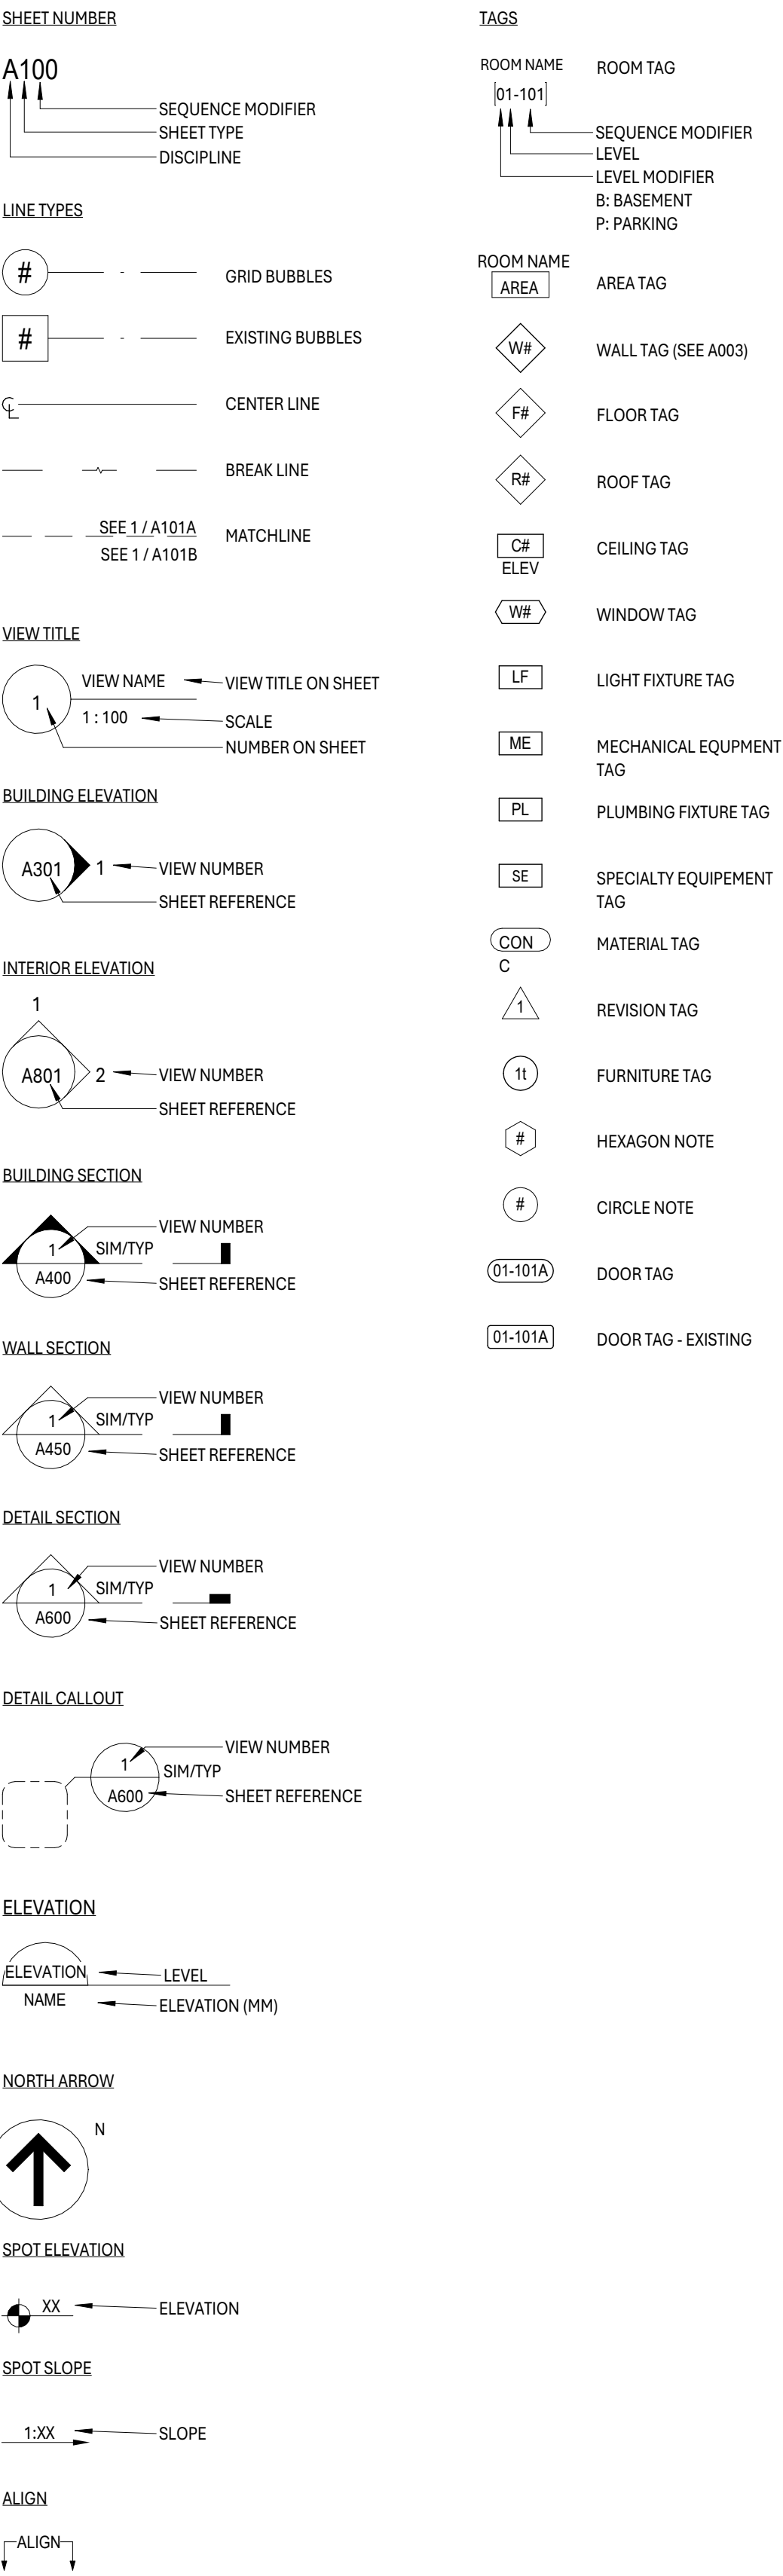 SHEET NUMBER
A100
SEQUENCE MODIFIER
SHEET TYPE
DISCIPLINE
LINE TYPES
#
GRID BUBBLES
#
EXISTING BUBBLES
CL
CENTER LINE
BREAK LINE
SEE 1 / A101A
SEE 1 / A101B
MATCHLINE
VIEW TITLE
1
VIEW NAME
VIEW TITLE ON SHEET
1 : 100
SCALE
NUMBER ON SHEET
BUILDING ELEVATION
A301
1
VIEW NUMBER
SHEET REFERENCE
INTERIOR ELEVATION
1
A801
2
VIEW NUMBER
SHEET REFERENCE
BUILDING SECTION
1
SIM/TYP
A400
VIEW NUMBER
SHEET REFERENCE
WALL SECTION
1
SIM/TYP
A450
VIEW NUMBER
SHEET REFERENCE
DETAIL SECTION
1
SIM/TYP
A600
VIEW NUMBER
SHEET REFERENCE
DETAIL CALLOUT
1
SIM/TYP
A600
VIEW NUMBER
SHEET REFERENCE
ELEVATION
ELEVATION
NAME
LEVEL
ELEVATION (MM)
NORTH ARROW
N
SPOT ELEVATION
XX
ELEVATION
SPOT SLOPE
1:XX
SLOPE
ALIGN
ALIGN
TAGS
ROOM NAME
[01-101]
ROOM TAG
SEQUENCE MODIFIER
LEVEL
LEVEL MODIFIER
B: BASEMENT
P: PARKING
ROOM NAME
AREA
AREA TAG
W#
WALL TAG (SEE A003)
F#
FLOOR TAG
R#
ROOF TAG
C#
ELEV
CEILING TAG
W#
WINDOW TAG
LF
LIGHT FIXTURE TAG
ME
MECHANICAL EQUPMENT
TAG
PL
PLUMBING FIXTURE TAG
SE
SPECIALTY EQUIPEMENT
TAG
CON
C
MATERIAL TAG
1
REVISION TAG
1t
FURNITURE TAG
#
HEXAGON NOTE
#
CIRCLE NOTE
01-101A
DOOR TAG
01-101A
DOOR TAG - EXISTING